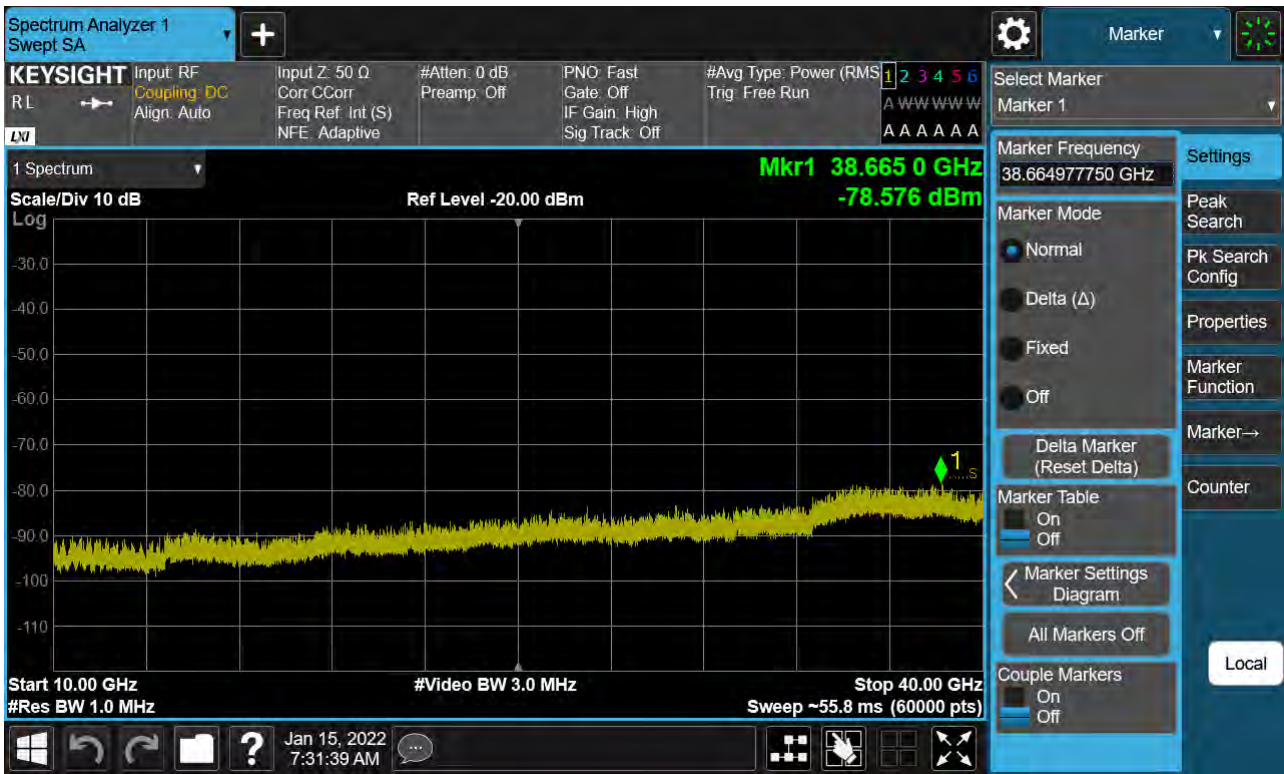 Spectrum Analyzer 1
Swept SA
+
Marker
KEYSIGHT
R L
LXI
Input: RF
Coupling: DC
Align: Auto
Input Z: 50 Ω
Corr CCorr
Freq Ref: Int (S)
NFE: Adaptive
#Atten: 0 dB
Preamp: Off
PNO: Fast
Gate: Off
IF Gain: High
Sig Track: Off
#Avg Type: Power (RMS
Trig: Free Run
1 2 3 4 5 6
A W W W W W
A A A A A A
Select Marker
Marker 1
1 Spectrum
Scale/Div 10 dB
Log
Ref Level -20.00 dBm
Mkr1 38.665 0 GHz
-78.576 dBm
-30.0
-40.0
-50.0
-60.0
-70.0
-80.0
-90.0
-100
-110
1
S
Start 10.00 GHz
#Res BW 1.0 MHz
#Video BW 3.0 MHz
Stop 40.00 GHz
Sweep ~55.8 ms (60000 pts)
Marker Frequency
38.664977750 GHz
Marker Mode
Normal
Delta (Δ)
Fixed
Off
Delta Marker
(Reset Delta)
Marker Table
On
Off
Marker Settings
Diagram
All Markers Off
Couple Markers
On
Off
Settings
Peak
Search
Pk Search
Config
Properties
Marker
Function
Marker→
Counter
Local
?
Jan 15, 2022
7:31:39 AM